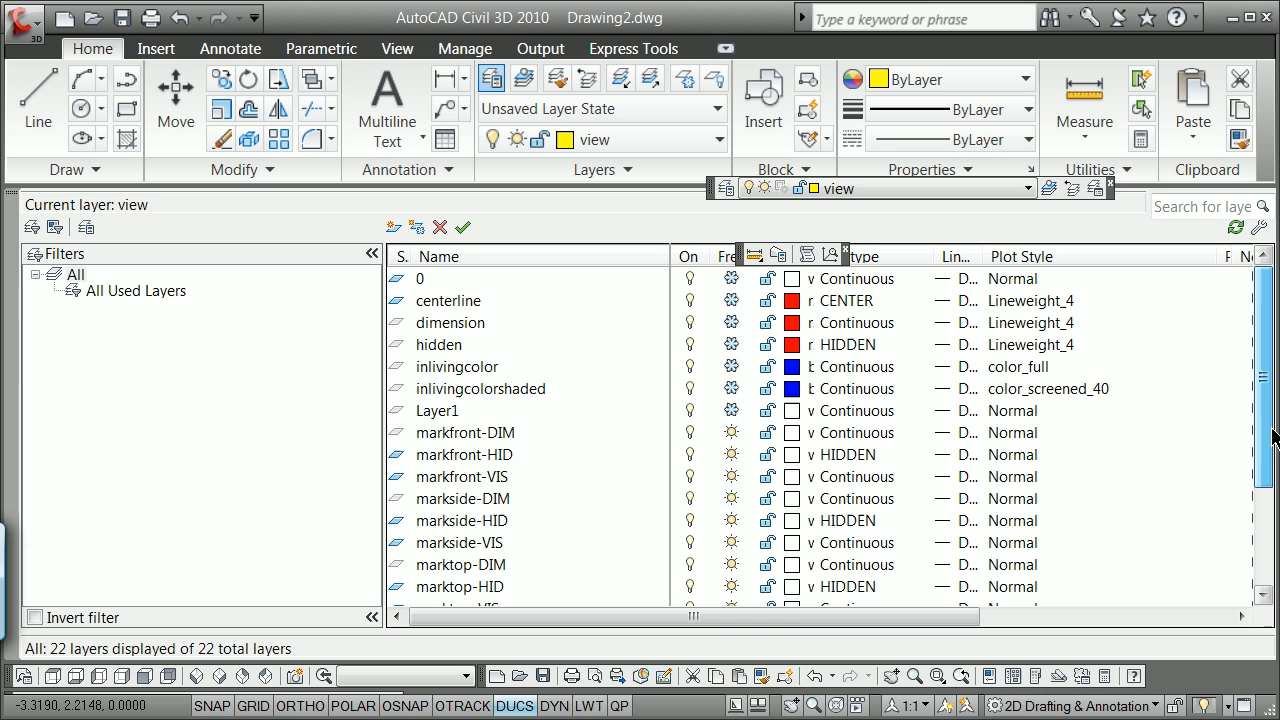 AutoCAD Civil 3D 2010 Drawing2.dwg
Type a keyword or phrase
3D
Home Insert Annotate Parametric View Manage Output Express Tools
Line
Move
Multiline
Text
Unsaved Layer State
view
Insert
ByLayer
ByLayer
ByLayer
Measure
Paste
Draw Modify Annotation Layers Block Properties Utilities Clipboard
view
Current layer: view
Search for laye
Filters
All
All Used Layers
Invert filter
S. Name On Fre type Lin... Plot Style
0 Continuous D... Normal
centerline r CENTER D... Lineweight_4
dimension r Continuous D... Lineweight_4
hidden r HIDDEN D... Lineweight_4
inlivingcolor Continuous D... color_full
inlivingcolorshaded Continuous D... color_screened_40
Layer1 Continuous D... Normal
markfront-DIM Continuous D... Normal
markfront-HID HIDDEN D... Normal
markfront-VIS Continuous D... Normal
markside-DIM Continuous D... Normal
markside-HID HIDDEN D... Normal
markside-VIS Continuous D... Normal
marktop-DIM Continuous D... Normal
marktop-HID HIDDEN D... Normal
All: 22 layers displayed of 22 total layers
-3.3190, 2.2148, 0.0000 SNAP GRID ORTHO POLAR OSNAP OTRACK DUCS DYN LWT QP 1:1 2D Drafting & Annotation